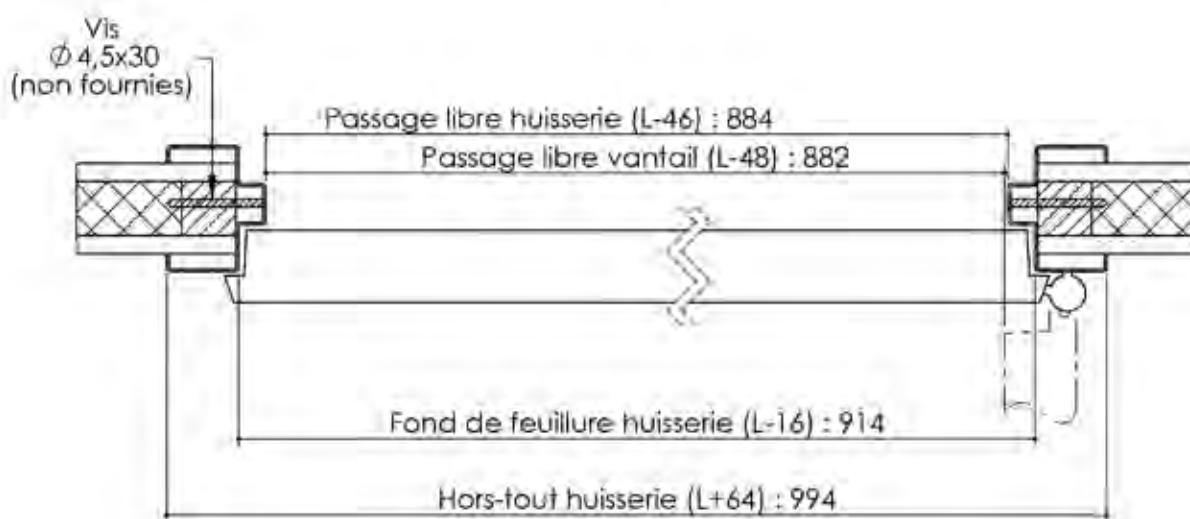 Vis
Ø 4,5x30
(non fournies)
Passage libre huisserie (L-46) : 884
Passage libre vantail (L-48) : 882
Fond de feuillure huisserie (L-16) : 914
Hors-tout huisserie (L+64) : 994